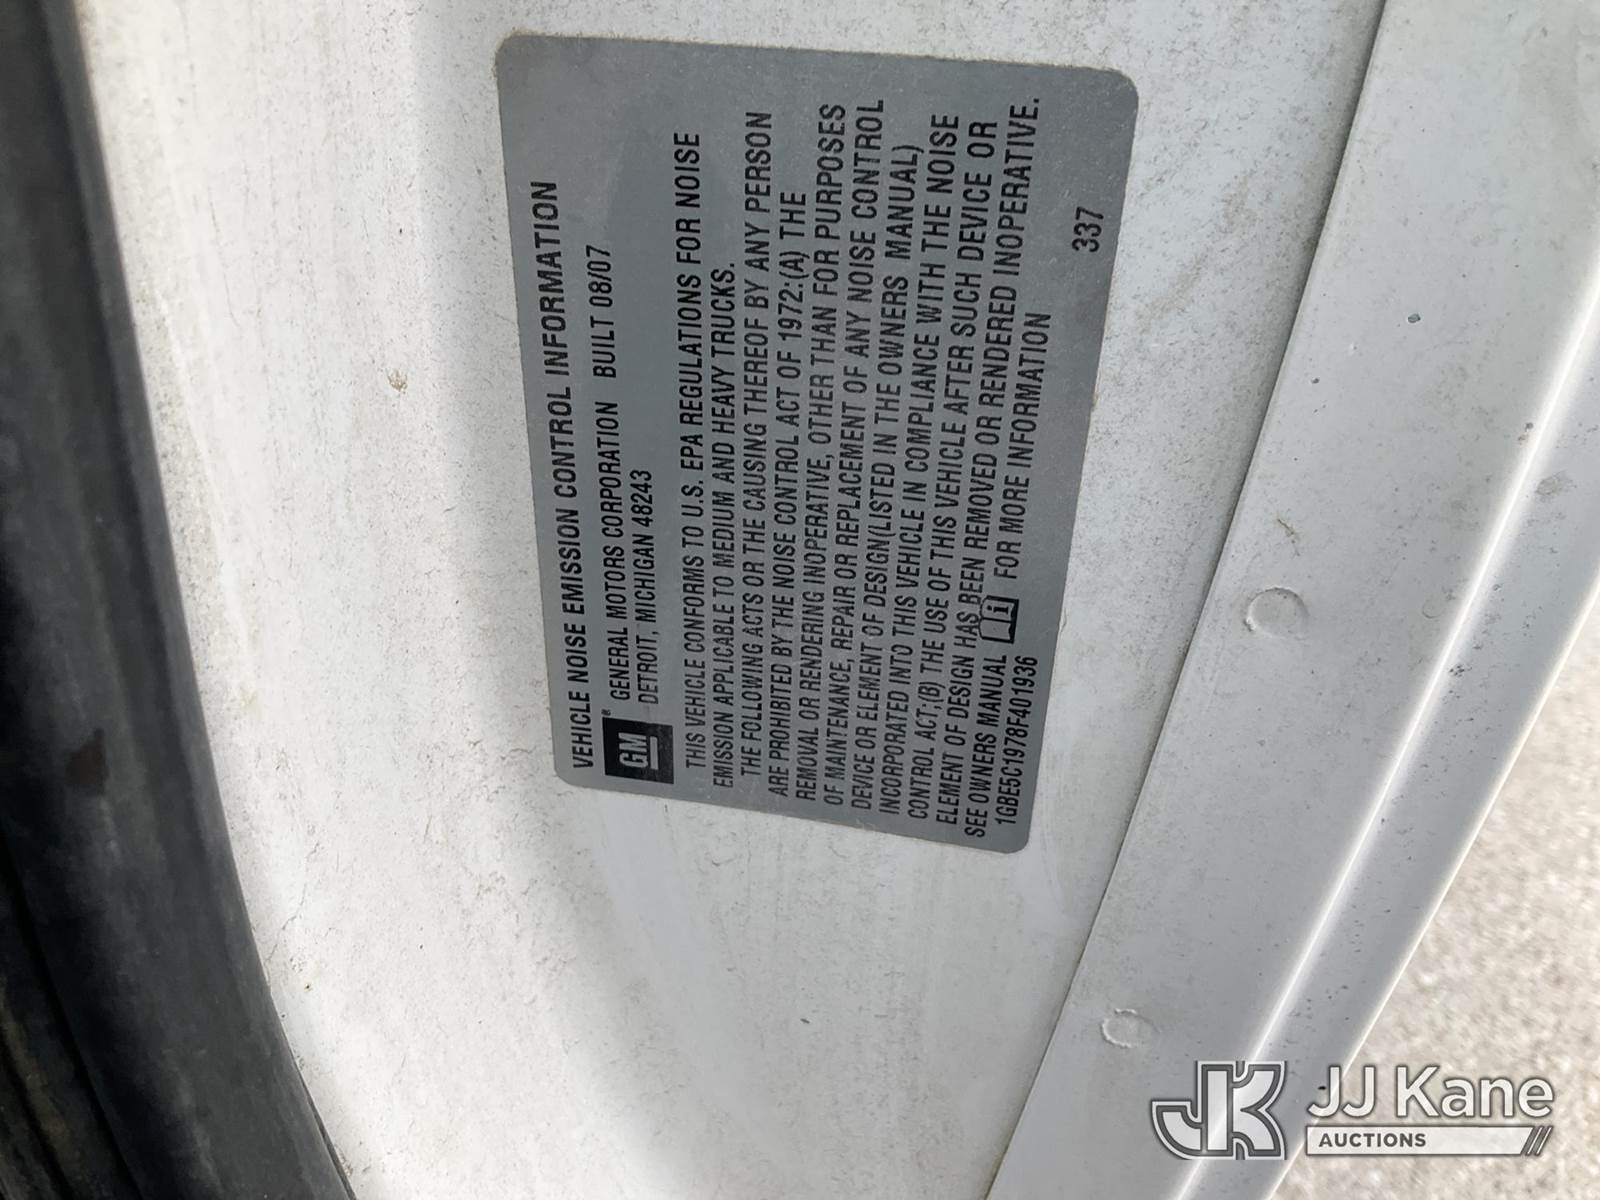 VEHICLE NOISE EMISSION CONTROL INFORMATION
GM ® GENERAL MOTORS CORPORATION BUILT 08/07
DETROIT, MICHIGAN 48243
THIS VEHICLE CONFORMS TO U.S. EPA REGULATIONS FOR NOISE
EMISSION APPLICABLE TO MEDIUM AND HEAVY TRUCKS.
THE FOLLOWING ACTS OR THE CAUSING THEREOF BY ANY PERSON
ARE PROHIBITED BY THE NOISE CONTROL ACT OF 1972:(A) THE
REMOVAL OR RENDERING INOPERATIVE, OTHER THAN FOR PURPOSES
OF MAINTENANCE, REPAIR OR REPLACEMENT OF ANY NOISE CONTROL
DEVICE OR ELEMENT OF DESIGN(LISTED IN THE OWNERS MANUAL)
INCORPORATED INTO THIS VEHICLE IN COMPLIANCE WITH THE NOISE
CONTROL ACT;(B) THE USE OF THIS VEHICLE AFTER SUCH DEVICE OR
ELEMENT OF DESIGN HAS BEEN REMOVED OR RENDERED INOPERATIVE.
SEE OWNERS MANUAL i FOR MORE INFORMATION
1GBE5C1978F401936 337
JK JJ Kane
AUCTIONS